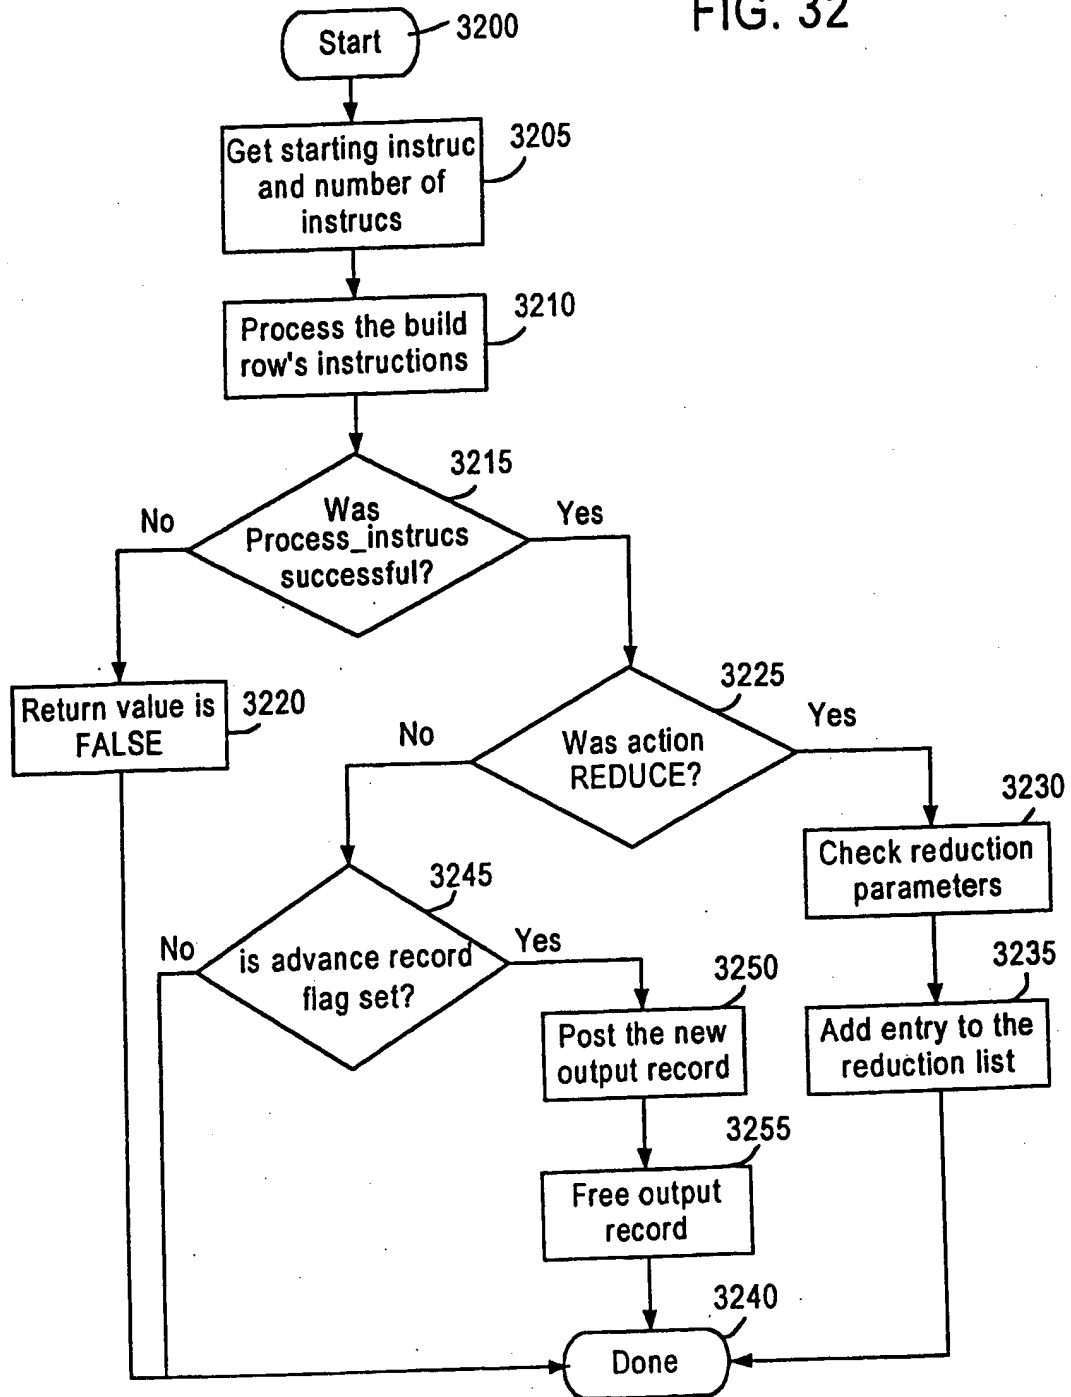 FIG. 32
Start
3200
Get starting instruc
and number of
instrucs
3205
Process the build
row's instructions
3210
Was
Process_instrucs
successful?
3215
No
Yes
Return value is
FALSE
3220
Was action
REDUCE?
3225
No
Yes
Check reduction
parameters
3230
Add entry to the
reduction list
3235
is advance record
flag set?
3245
No
Yes
Post the new
output record
3250
Free output
record
3255
Done
3240